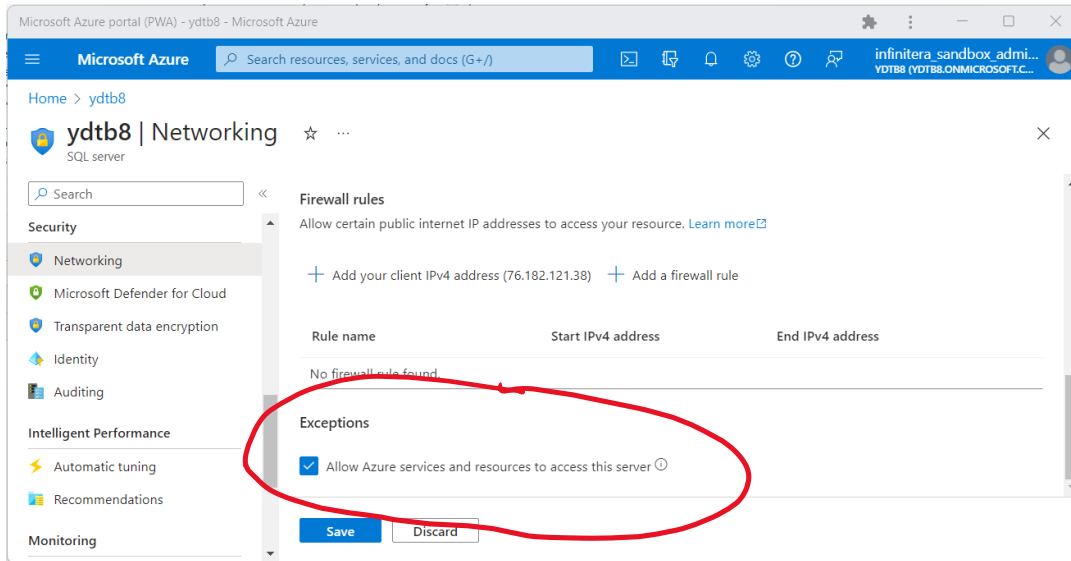 Microsoft Azure portal (PWA) - ydtb8 - Microsoft Azure
Microsoft Azure
Search resources, services, and docs (G+/)
infinitera_sandbox_admi...
YDTB8 (YDTB8.ONMICROSOFT.C...
Home > ydtb8
ydtb8 | Networking
SQL server
Search
Security
Networking
Microsoft Defender for Cloud
Transparent data encryption
Identity
Auditing
Intelligent Performance
Automatic tuning
Recommendations
Monitoring
Firewall rules
Allow certain public internet IP addresses to access your resource. Learn more
Add your client IPv4 address (76.182.121.38) Add a firewall rule
Rule name Start IPv4 address End IPv4 address
No firewall rule found.
Exceptions
Allow Azure services and resources to access this server
Save Discard